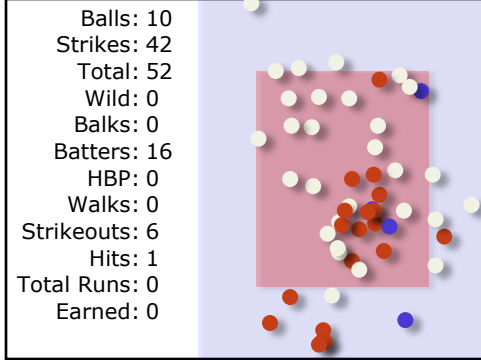 Balls: 10
Strikes: 42
Total: 52
Wild: 0
Balks: 0
Batters: 16
HBP: 0
Walks: 0
Strikeouts: 6
Hits: 1
Total Runs: 0
Earned: 0